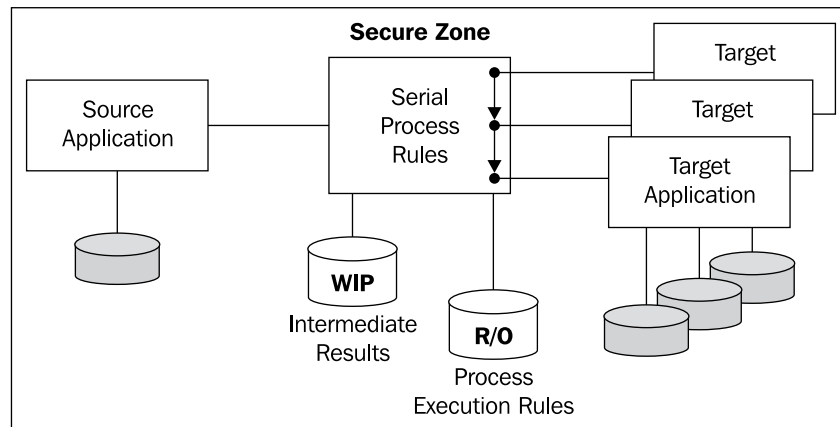 Secure Zone
Source
Application
Serial
Process
Rules
Target
Target
Target
Application
WIP
Intermediate
Results
R/O
Process
Execution Rules